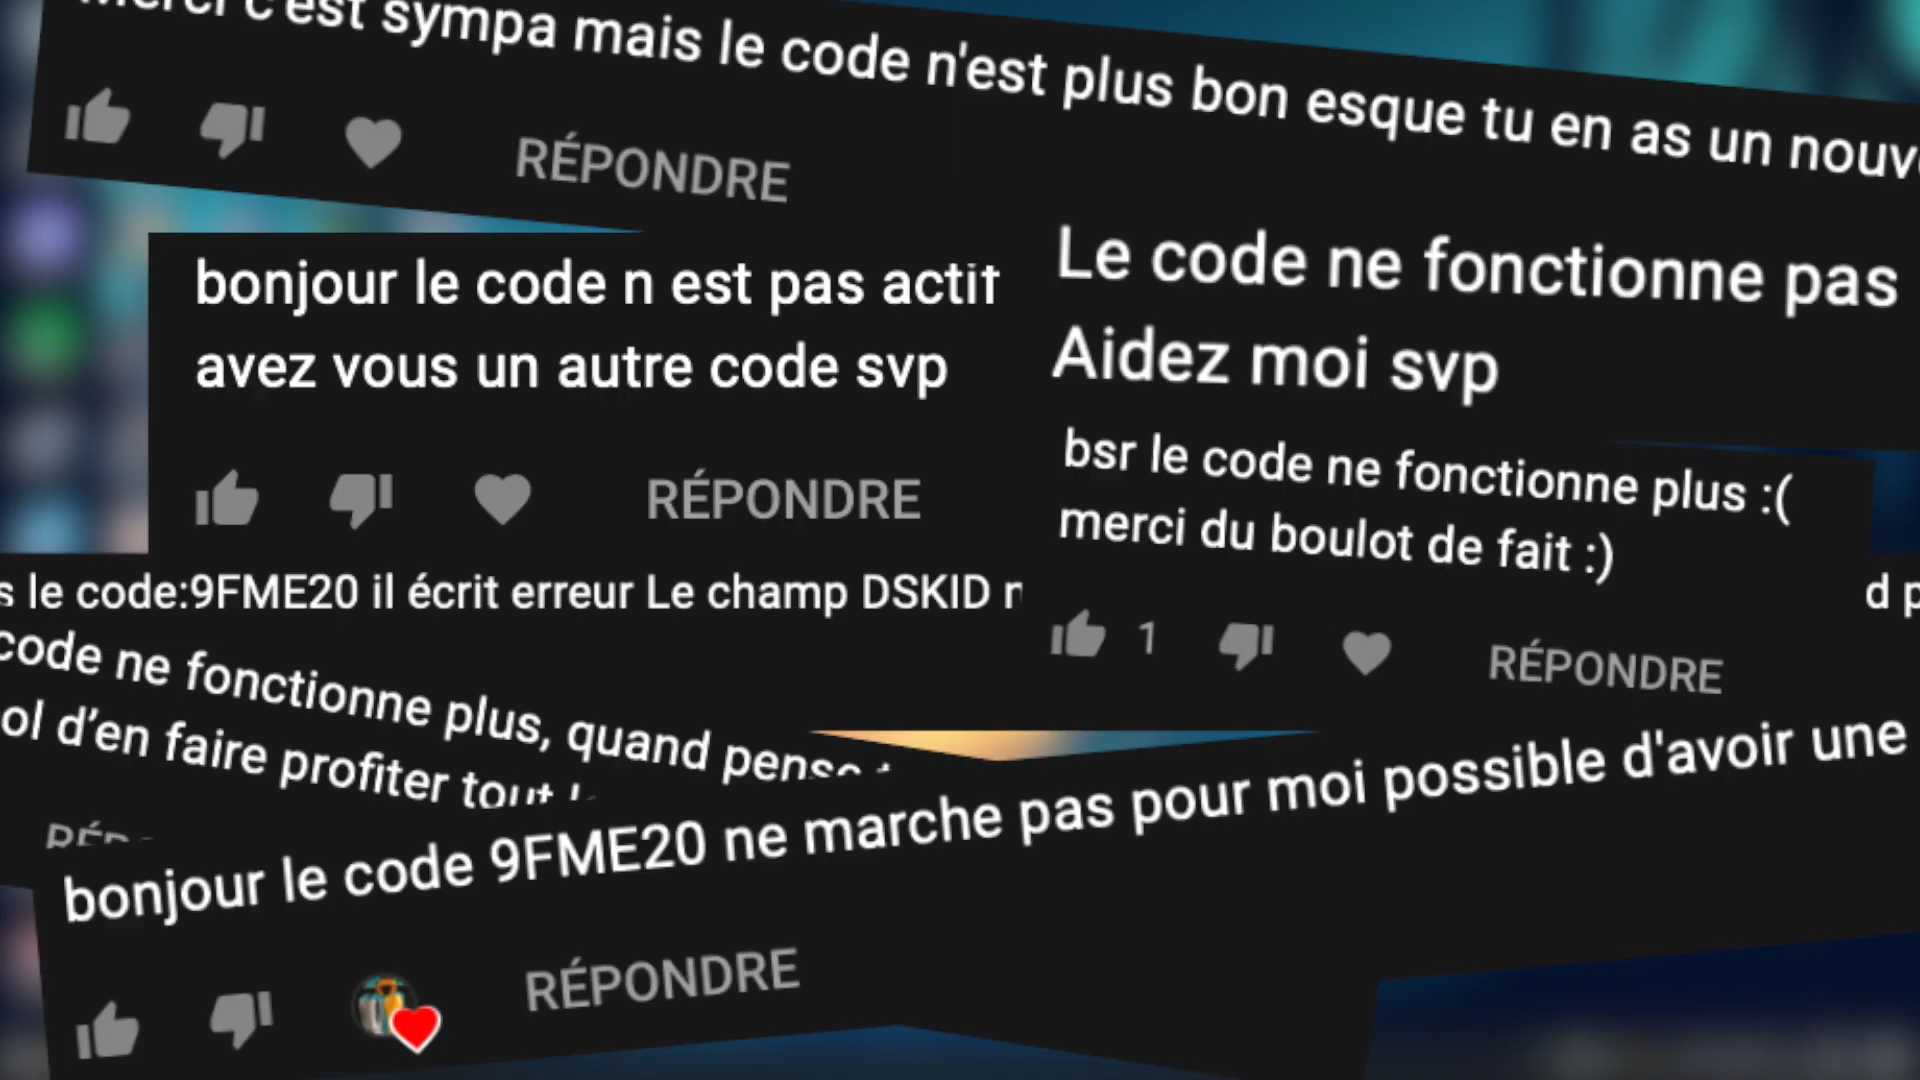 c'est sympa mais le code n'est plus bon esque tu en as un
RÉPONDRE
bonjour le code n est pas actif
avez vous un autre code svp
RÉPONDRE
Le code ne fonctionne pas
Aidez moi svp
bsr le code ne fonctionne plus :(
merci du boulot de fait :)
1
RÉPONDRE
le code:9FME20 il écrit erreur Le champ DSKID
code ne fonctionne plus, quand
d'en faire profiter tout
bonjour le code 9FME20 ne marche pas pour moi possible d'avoir une
RÉPONDRE